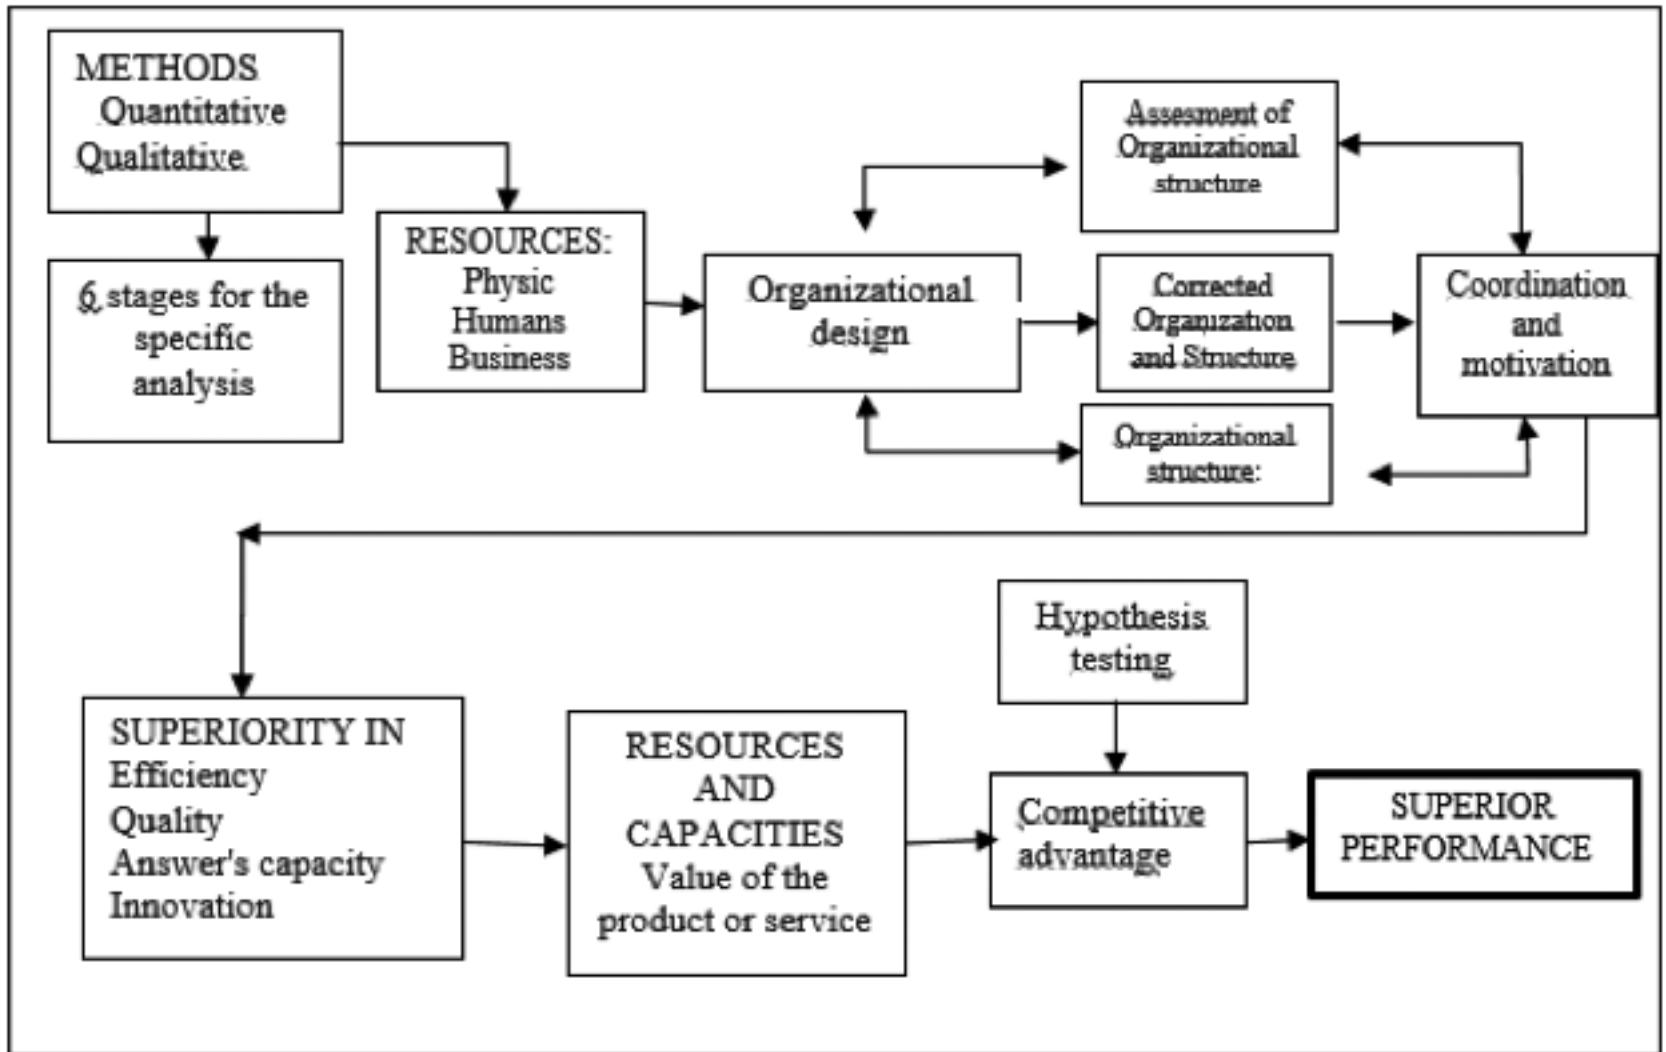 METHODS
Quantitative
Qualitative
6 stages for the
specific
analysis
RESOURCES:
Physic
Humans
Business
Organizational
design
Assesment of
Organizational
structure
Corrected
Organization
and Structure
Organizational
structure:
Coordination
and
motivation
SUPERIORITY IN
Efficiency
Quality
Answer's capacity
Innovation
RESOURCES
AND
CAPACITIES
Value of the
product or service
Hypothesis
testing
Competitive
advantage
SUPERIOR
PERFORMANCE